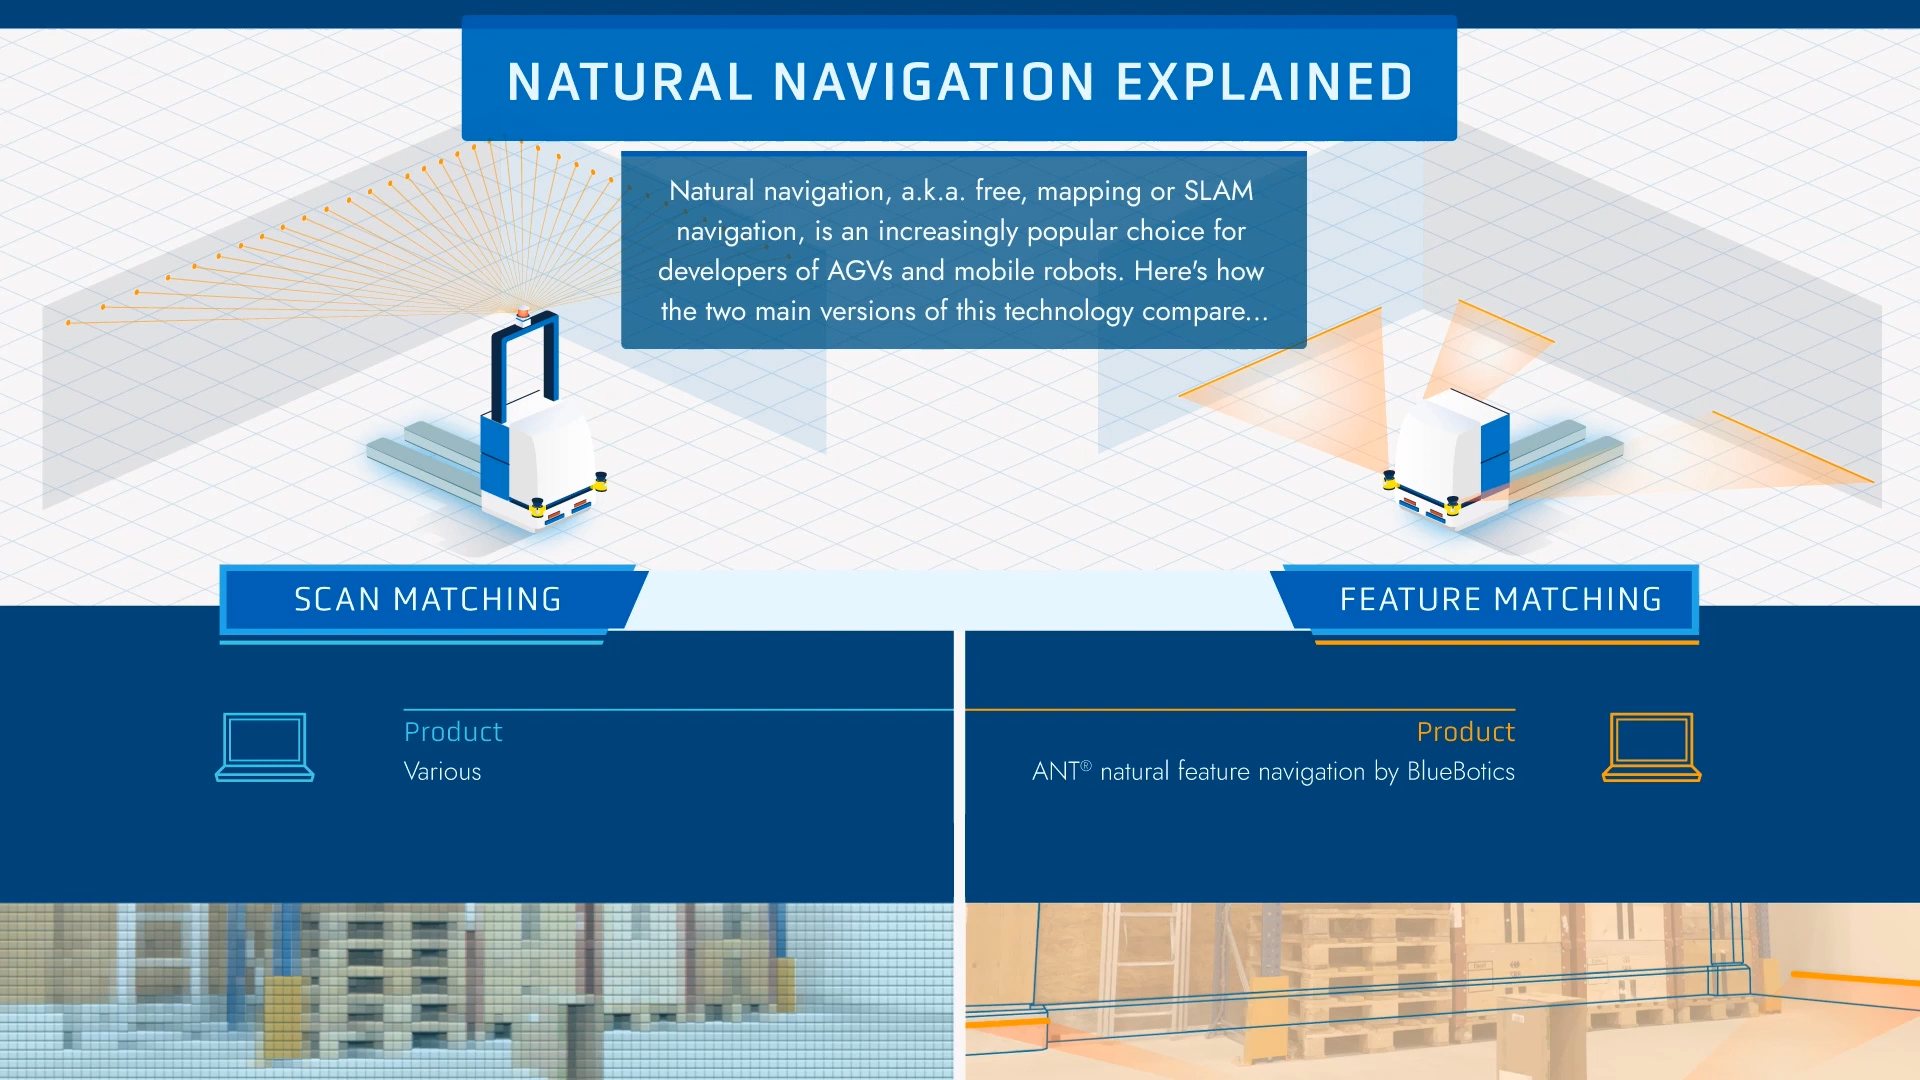 NATURAL NAVIGATION EXPLAINED
Natural navigation, a.k.a. free, mapping or SLAM
navigation, is an increasingly popular choice for
developers of AGVs and mobile robots. Here's how
the two main versions of this technology compare...
SCAN MATCHING
FEATURE MATCHING
Product
Various
Product
ANT® natural feature navigation by BlueBotics